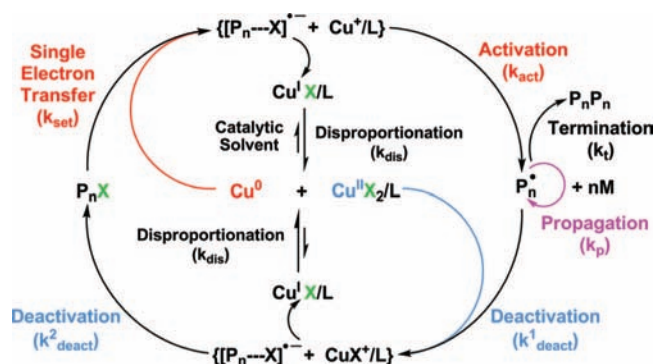 {[Pn---X]•− + Cu+/L}
Single
Electron
Transfer
(kset)
Activation
(kact)
CuI X/L
PnPn
Termination
(kt)
Catalytic
Solvent
Disproportionation
(kdis)
PnX
Cu0 + CuIIX2/L
Pn• + nM
Propagation
(kp)
Disproportionation
(kdis)
CuI X/L
Deactivation
(k2deact)
Deactivation
(k1deact)
{[Pn---X]•− + CuX+/L}